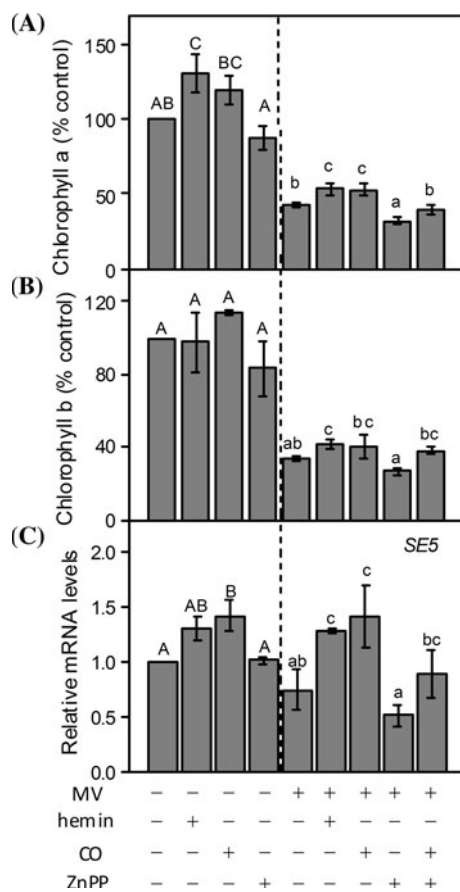 (A)
Chlorophyll a (% control)
150
100
50
0
AB C BC A b c c a b
(B)
Chlorophyll b (% control)
120
80
40
0
A A A A ab c bc a bc
(C)
Relative mRNA levels
2.0
1.5
1.0
0.5
0.0
SE5
A AB B A ab c c a bc
MV − − − − + + + + +
hemin − + − − − + − − −
CO − − + − − − + − +
ZnPP − − − + − − − + +